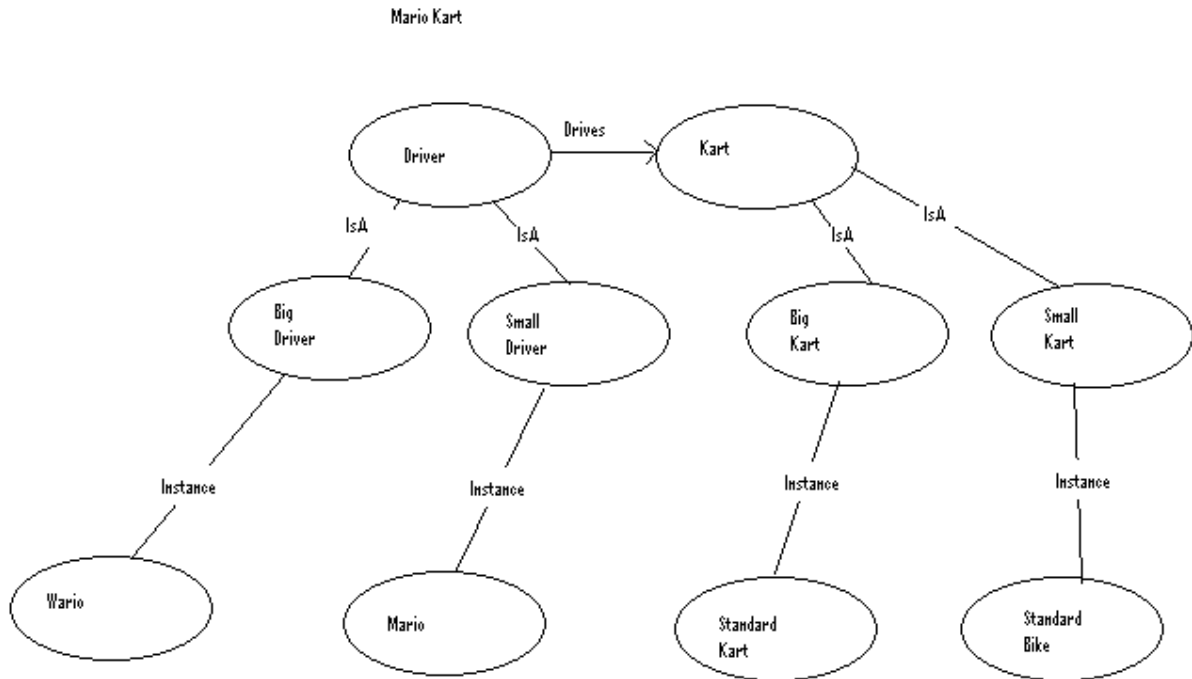 Mario Kart
Drives
Driver
Kart
IsA
IsA
IsA
IsA
Big
Driver
Small
Driver
Big
Kart
Small
Kart
Instance
Instance
Instance
Instance
Wario
Mario
Standard
Kart
Standard
Bike